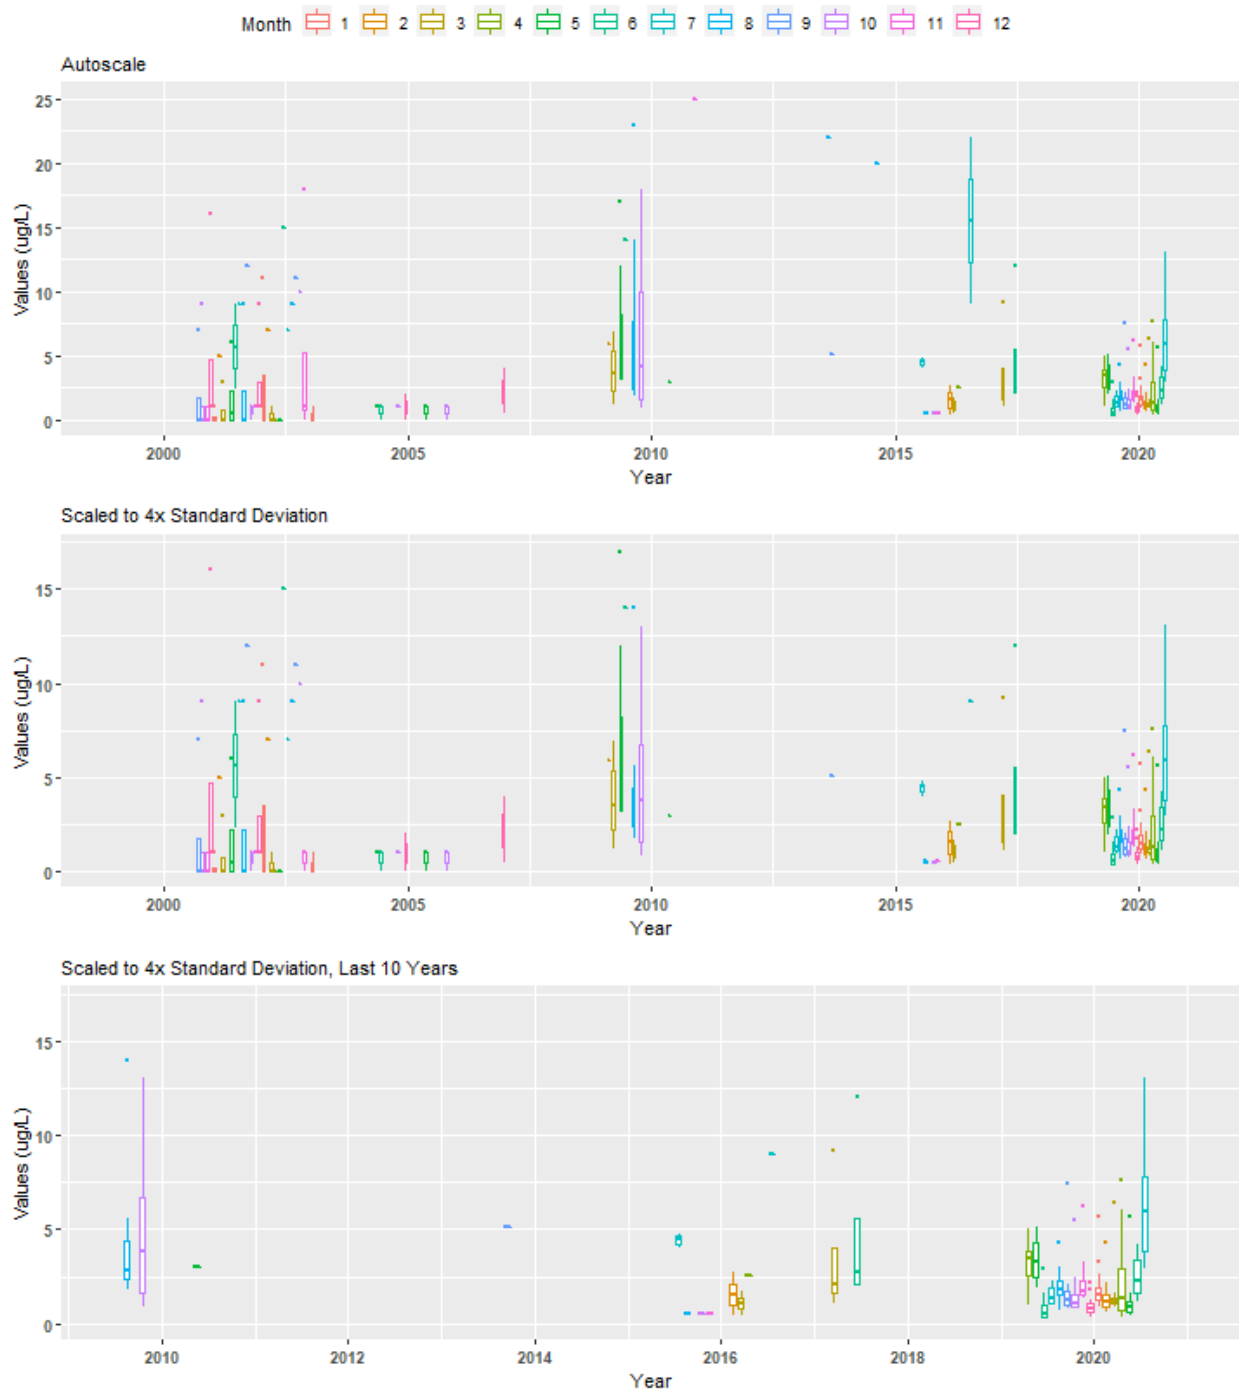 Month 1 2 3 4 5 6 7 8 9 10 11 12
Autoscale
Values (ug/L)
25
20
15
10
5
0
2000 2005 2010 2015 2020
Year
Scaled to 4x Standard Deviation
Values (ug/L)
15
10
5
0
2000 2005 2010 2015 2020
Year
Scaled to 4x Standard Deviation, Last 10 Years
Values (ug/L)
15
10
5
0
2010 2012 2014 2016 2018 2020
Year